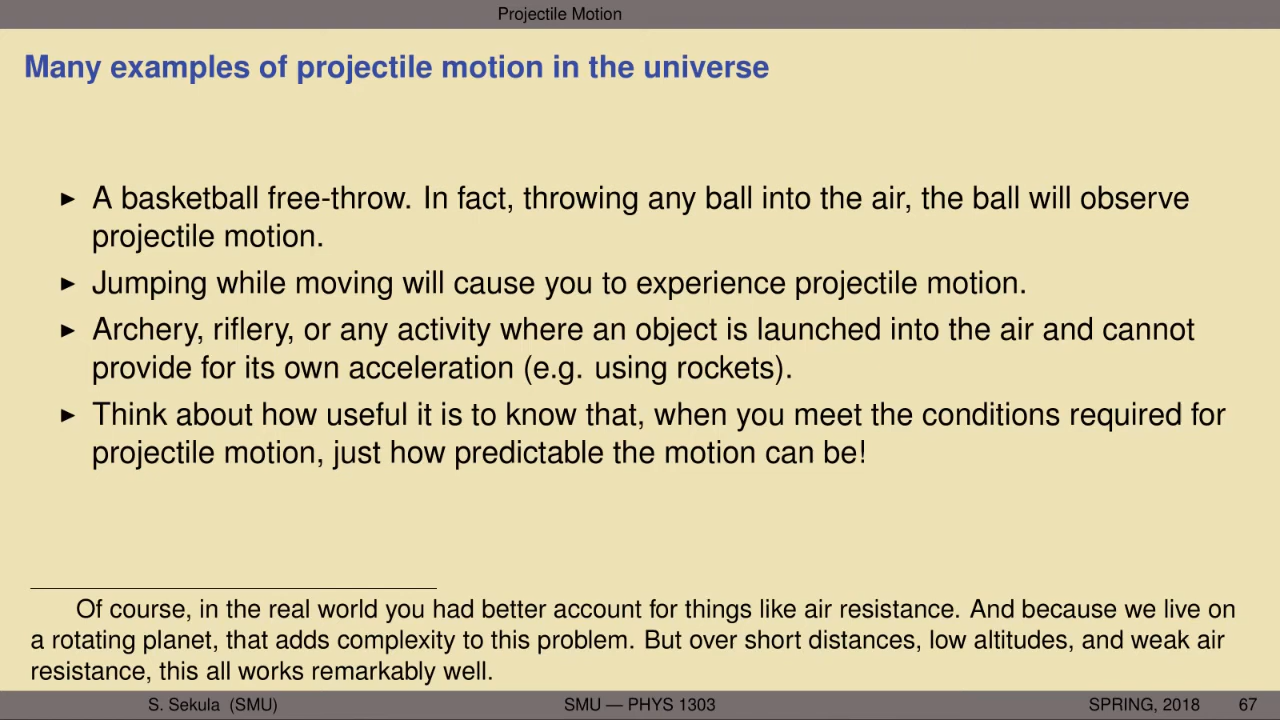 Projectile Motion
Many examples of projectile motion in the universe
▶ A basketball free-throw. In fact, throwing any ball into the air, the ball will observe
projectile motion.
▶ Jumping while moving will cause you to experience projectile motion.
▶ Archery, riflery, or any activity where an object is launched into the air and cannot
provide for its own acceleration (e.g. using rockets).
▶ Think about how useful it is to know that, when you meet the conditions required for
projectile motion, just how predictable the motion can be!
Of course, in the real world you had better account for things like air resistance. And because we live on
a rotating planet, that adds complexity to this problem. But over short distances, low altitudes, and weak air
resistance, this all works remarkably well.
S. Sekula (SMU) SMU — PHYS 1303 SPRING, 2018 67